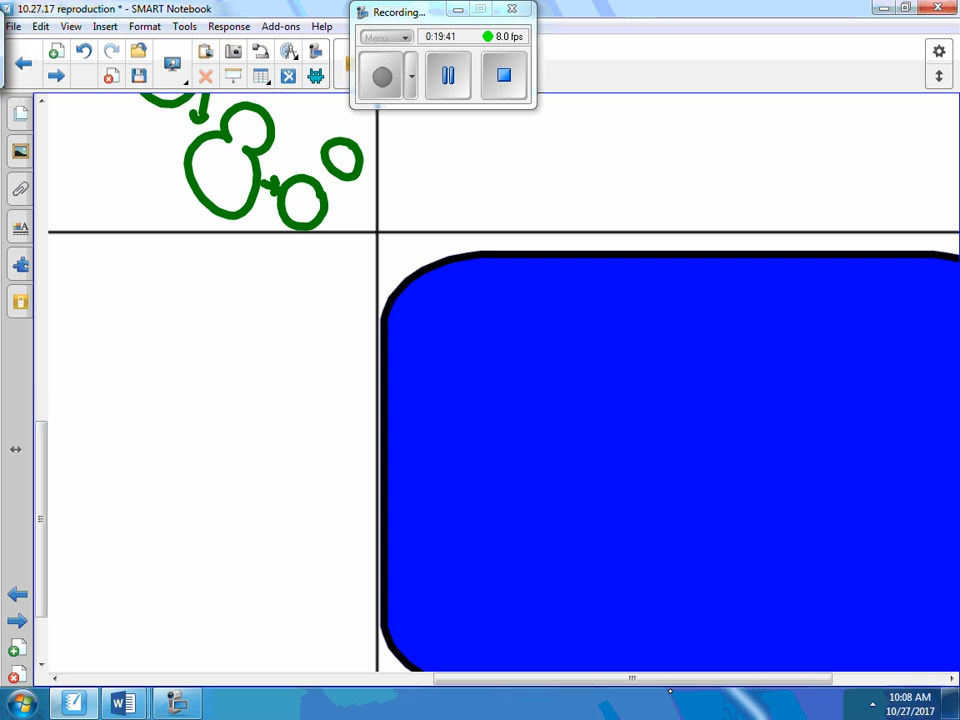 10.27.17 reproduction * - SMART Notebook
Recording...
File Edit View Insert Format Tools Response Add-ons Help
Menu 0:19:41 8.0 fps
10:08 AM
10/27/2017